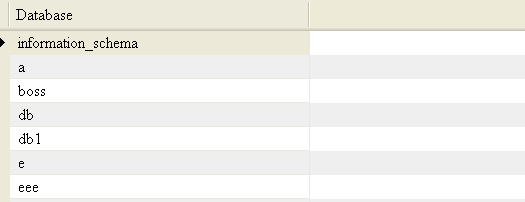 Database
information_schema
a
boss
db
db1
e
eee